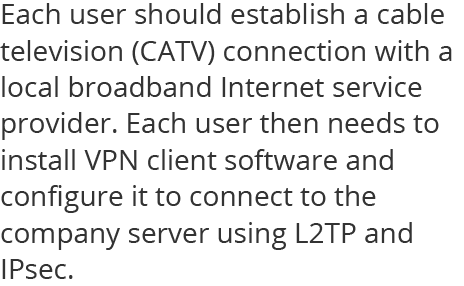 Each user should establish a cable
television (CATV) connection with a
local broadband Internet service
provider. Each user then needs to
install VPN client software and
configure it to connect to the
company server using L2TP and
IPsec.